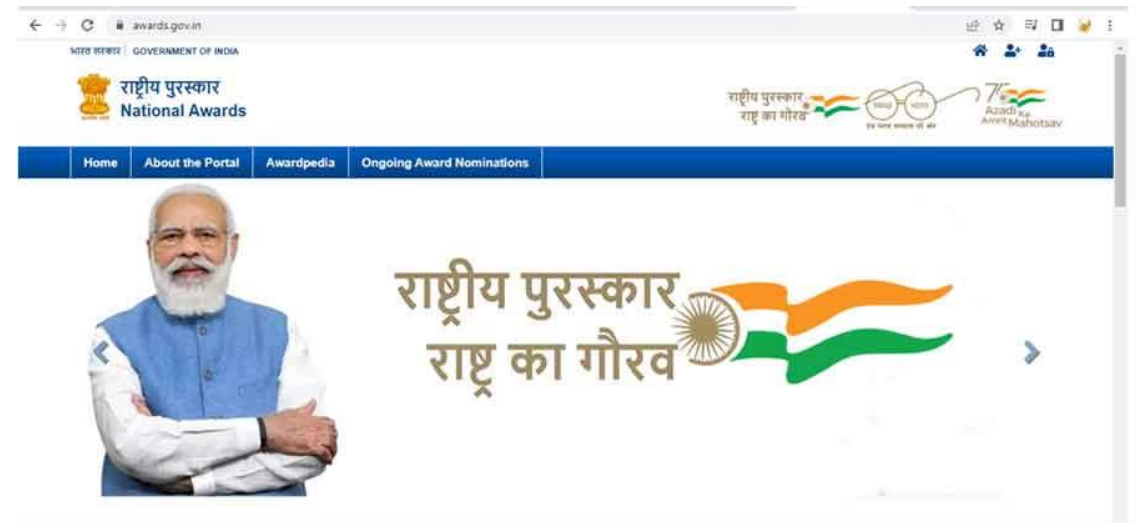 awards.gov.in
भारत सरकार GOVERNMENT OF INDIA
राष्ट्रीय पुरस्कार
National Awards
राष्ट्रीय पुरस्कार
राष्ट्र का गौरव
75
Azadi Ka
Amrit Mahotsav
Home About the Portal Awardpedia Ongoing Award Nominations
राष्ट्रीय पुरस्कार
राष्ट्र का गौरव